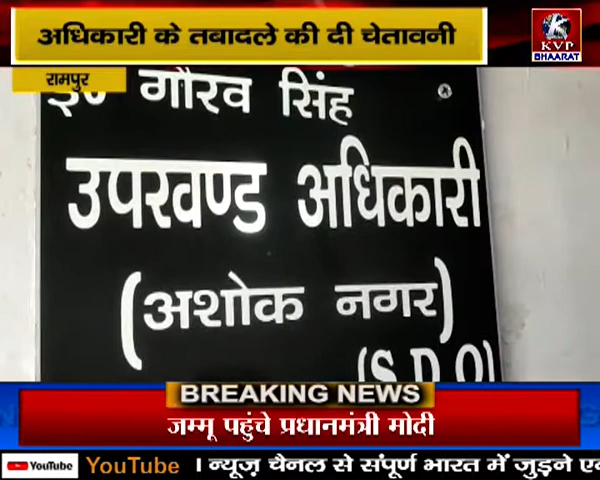 अधिकारी के तबादले की दी चेतावनी
KVP
BHAARAT
रामपुर
इ० गौरव सिंह
उपखण्ड अधिकारी
(अशोक नगर)
(S.D.O)
BREAKING NEWS
जम्मू पहुंचे प्रधानमंत्री मोदी
YouTube YouTube । न्यूज़ चैनल से संपूर्ण भारत में जुड़ने